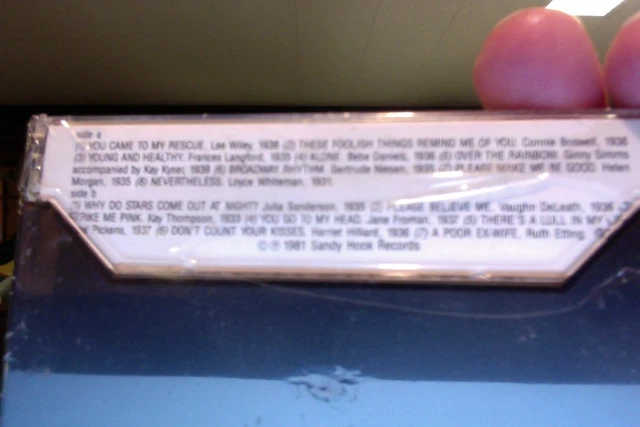 side a
(1) YOU CAME TO MY RESCUE, Lee Wiley, 1936 (2) THESE FOOLISH THINGS REMIND ME OF YOU, Connie Boswell, 1936
(3) YOUNG AND HEALTHY, Frances Langford, 1935 (4) ALONE, Bebe Daniels, 1936 (5) OVER THE RAINBOW, Ginny Simms
accompanied by Kay Kyser, 1939 (6) BROADWAY RHYTHM, Gertrude Niesen, (7) PLEASE MAKE ME BE GOOD, Helen
Morgan, 1935 (8) NEVERTHELESS, Loyce Whiteman, 1931.
side b
(1) WHY DO STARS COME OUT AT NIGHT? Julia Sanderson, 1935 (2) PLEASE BELIEVE ME, Vaughn DeLeath, 1936
STRIKE ME PINK, Kay Thompson, 1933 (4) YOU GO TO MY HEAD, Jane Froman, 1937 (5) THERE'S A LULL IN MY
Pickens, 1937 (6) DON'T COUNT YOUR KISSES, Harriet Hilliard, 1936 (7) A POOR EX-WIFE, Ruth Etting,
© ℗ 1981 Sandy Hook Records